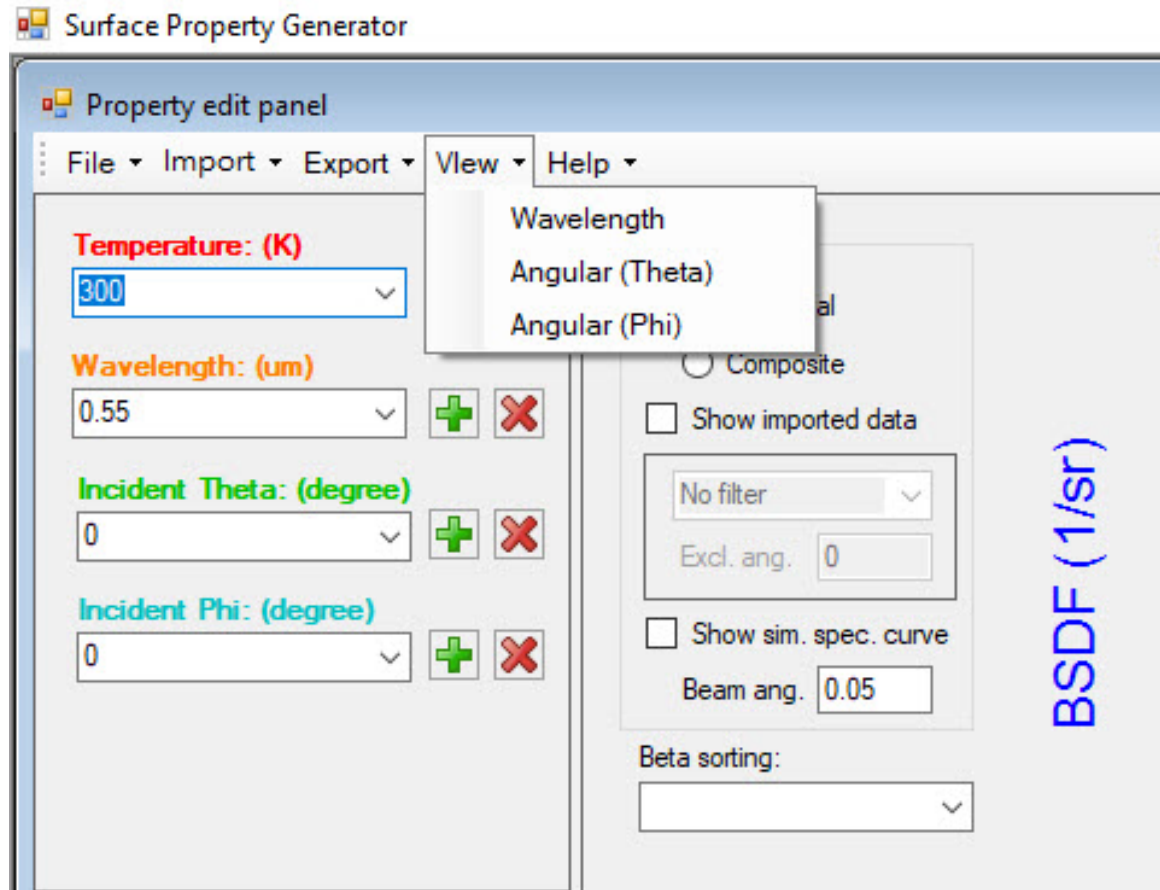 Surface Property Generator
Property edit panel
File Import Export VIew Help
Wavelength
Angular (Theta)
Angular (Phi)
Temperature: (K)
300
Wavelength: (um)
0.55
Incident Theta: (degree)
0
Incident Phi: (degree)
0
al
Composite
Show imported data
No filter
Excl. ang. 0
Show sim. spec. curve
Beam ang. 0.05
Beta sorting:
BSDF (1/sr)